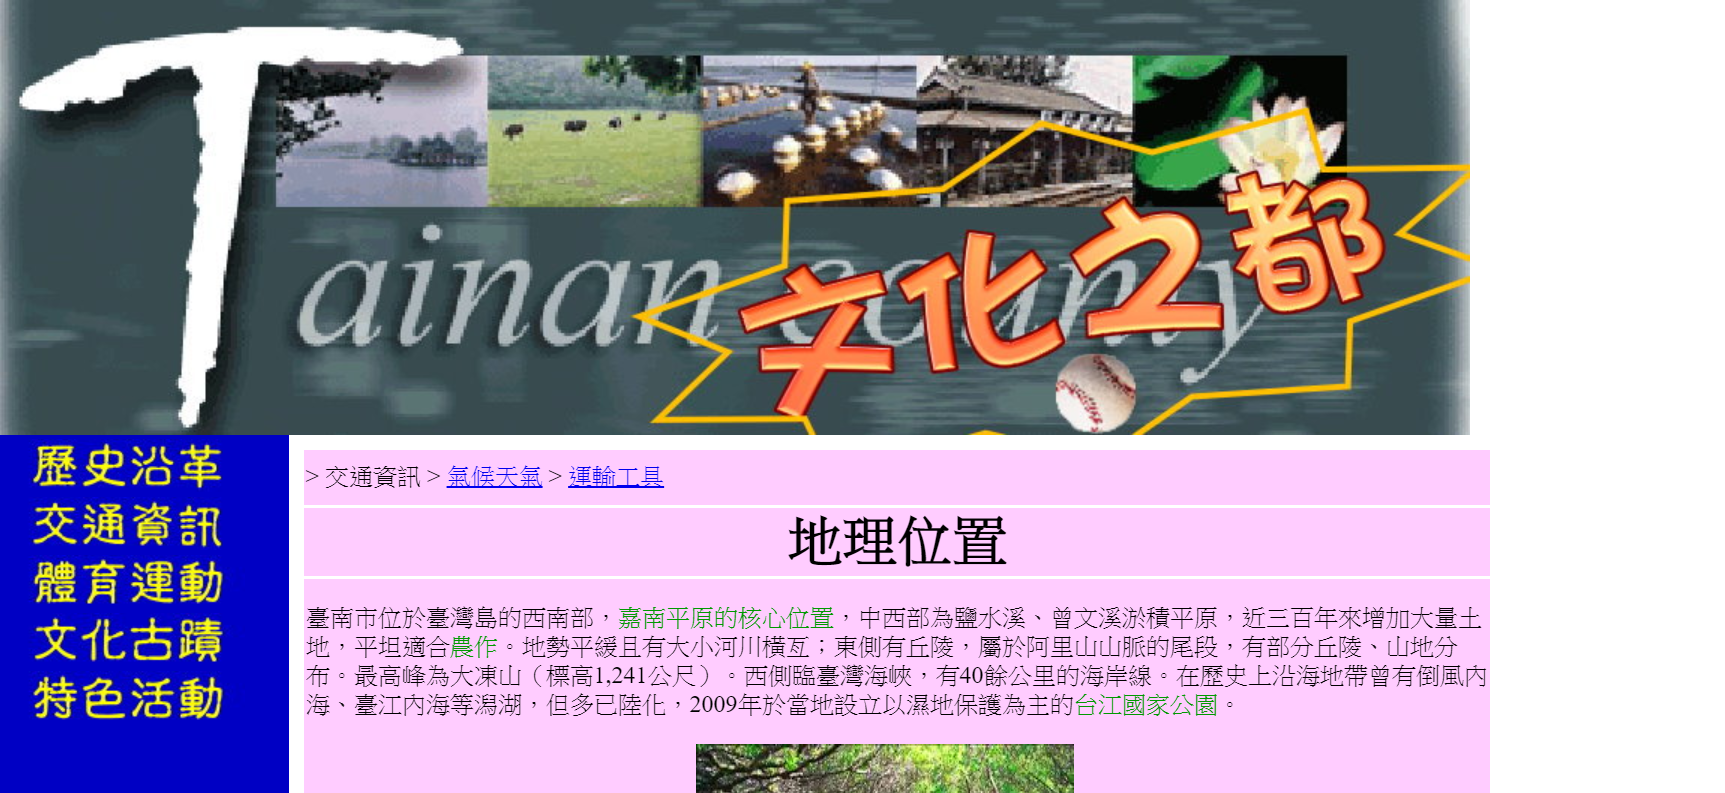 Tainan county
文化之都
歷史沿革
交通資訊
體育運動
文化古蹟
特色活動
> 交通資訊 > 氣候天氣 > 運輸工具
地理位置
臺南市位於臺灣島的西南部，嘉南平原的核心位置，中西部為鹽水溪、曾文溪淤積平原，近三百年來增加大量土
地，平坦適合農作。地勢平緩且有大小河川橫亙；東側有丘陵，屬於阿里山山脈的尾段，有部分丘陵、山地分
布。最高峰為大凍山（標高1,241公尺）。西側臨臺灣海峽，有40餘公里的海岸線。在歷史上沿海地帶曾有倒風內
海、臺江內海等潟湖，但多已陸化，2009年於當地設立以濕地保護為主的台江國家公園。